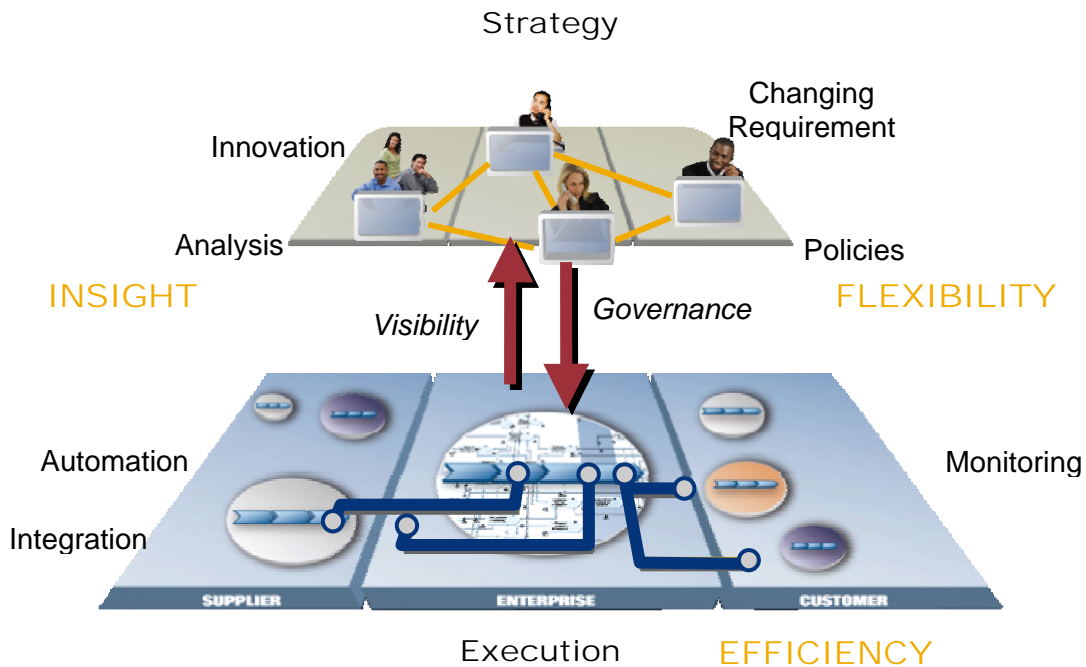 Strategy
Changing
Requirement
Innovation
Analysis
Policies
INSIGHT
FLEXIBILITY
Visibility
Governance
Automation
Monitoring
Integration
SUPPLIER
ENTERPRISE
CUSTOMER
Execution
EFFICIENCY